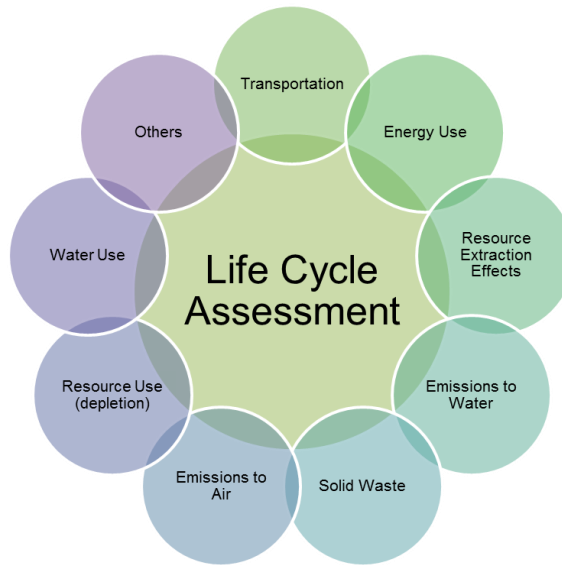 Transportation
Energy Use
Resource
Extraction
Effects
Emissions to
Water
Solid Waste
Emissions to
Air
Resource Use
(depletion)
Water Use
Others
Life Cycle
Assessment